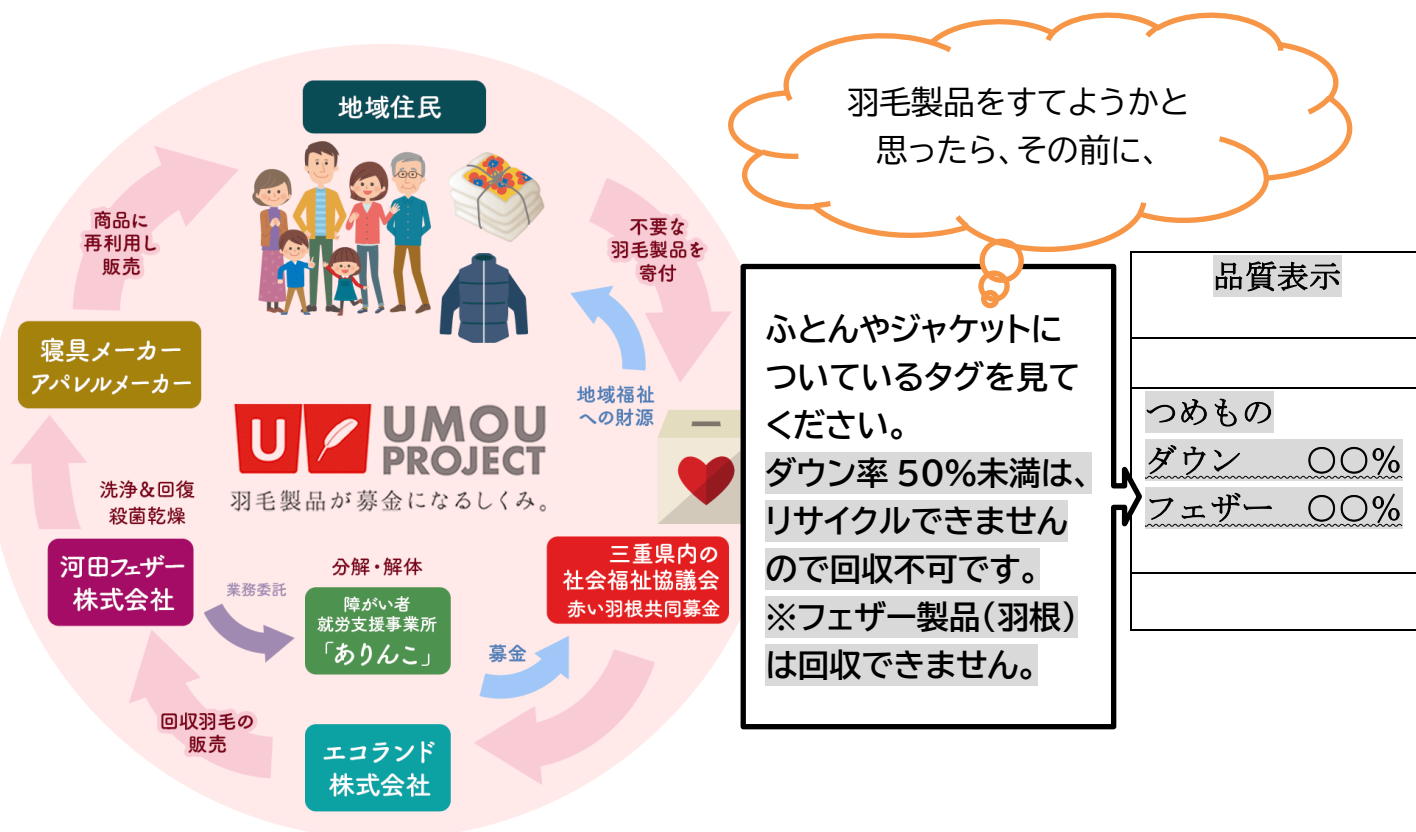 地域住民
商品に
再利用し
販売
不要な
羽毛製品を
寄付
寝具メーカー
アパレルメーカー
地域福祉
への財源
U
UMOU
PROJECT
羽毛製品が募金になるしくみ。
洗浄&回復
殺菌乾燥
河田フェザー
株式会社
業務委託
分解・解体
障がい者
就労支援事業所
「ありんこ」
募金
三重県内の
社会福祉協議会
赤い羽根共同募金
回収羽毛の
販売
エコランド
株式会社
羽毛製品をすてようかと
思ったら、その前に、
ふとんやジャケットに
ついているタグを見て
ください。
ダウン率50%未満は、
リサイクルできません
ので回収不可です。
※フェザー製品(羽根)
は回収できません。
品質表示
つめもの
ダウン 〇〇%
フェザー 〇〇%